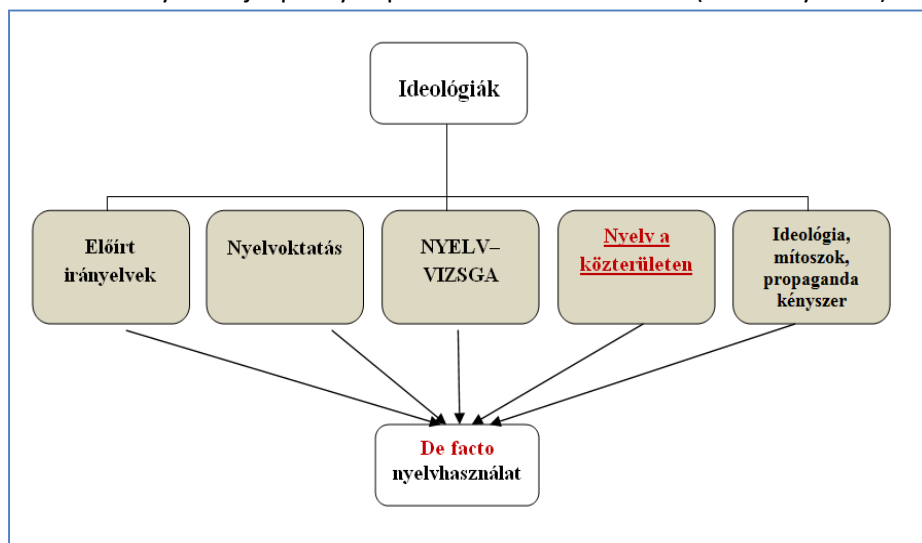 Ideológiák
Előírt
irányelvek
Nyelvoktatás
NYELV–
VIZSGA
Nyelv a
közterületen
Ideológia,
mítoszok,
propaganda
kényszer
De facto
nyelvhasználat